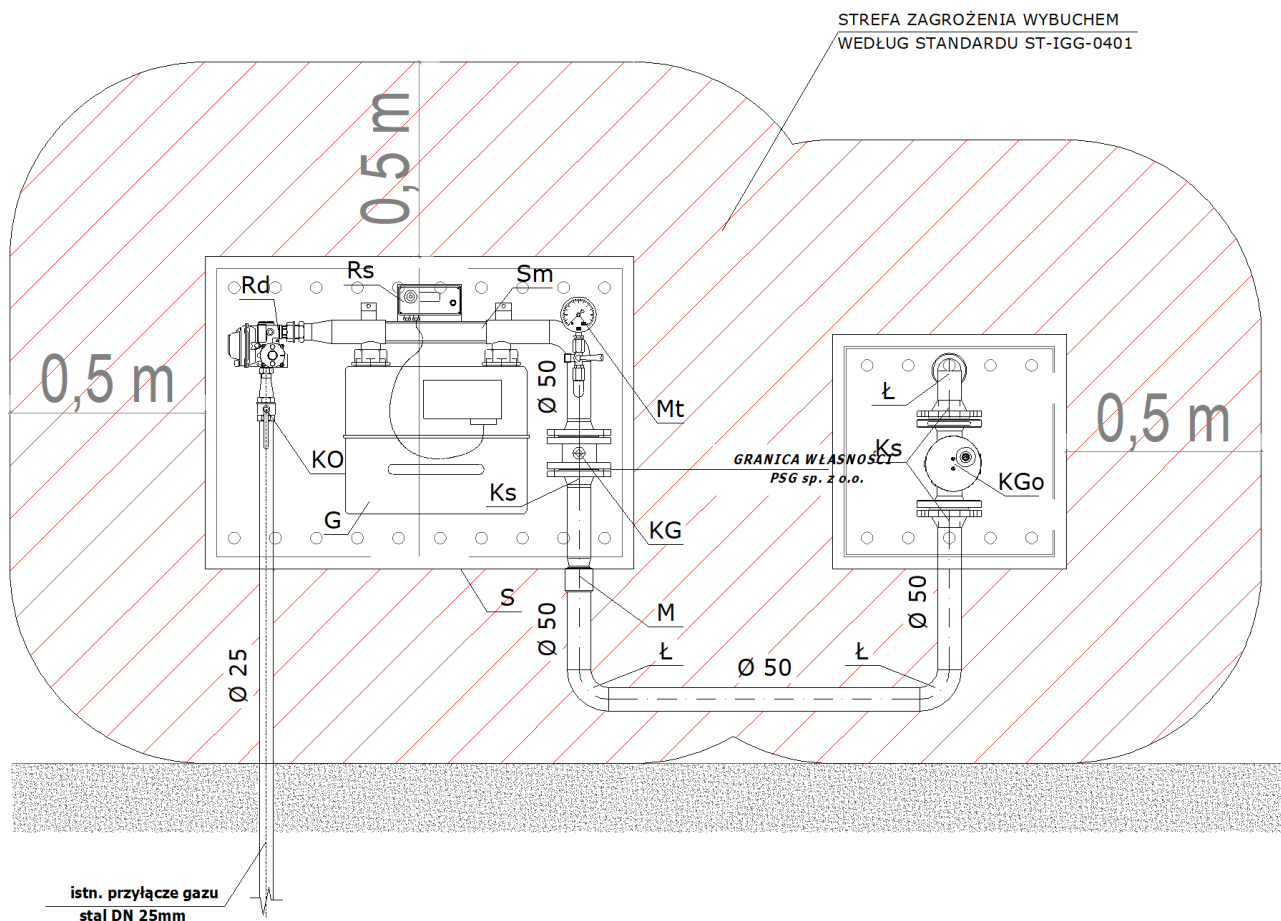 STREFA ZAGROŻENIA WYBUCHEM
WEDŁUG STANDARDU ST-IGG-0401
0,5 m
Rd
Rs
Sm
0,5 m
Ø 50
Mt
Ł
0,5 m
KO
GRANICA WŁASNOŚCI
PSG sp. z o.o.
Ks
KGo
G
Ks
KG
S
M
Ø 50
Ł
Ø 50
Ł
Ø 50
Ø 25
istn. przyłącze gazu
stal DN 25mm